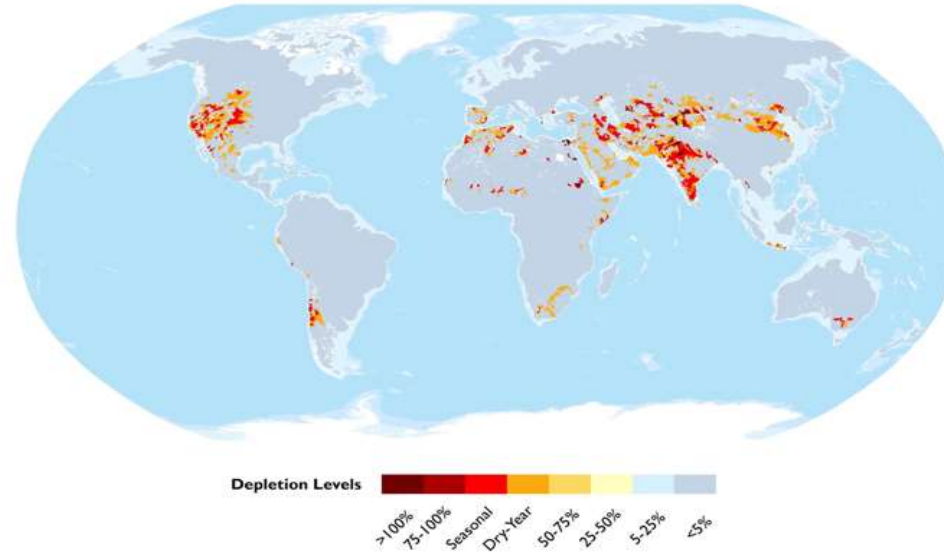 Depletion Levels
>100%
75-100%
Seasonal
Dry-Year
50-75%
25-50%
5-25%
<5%